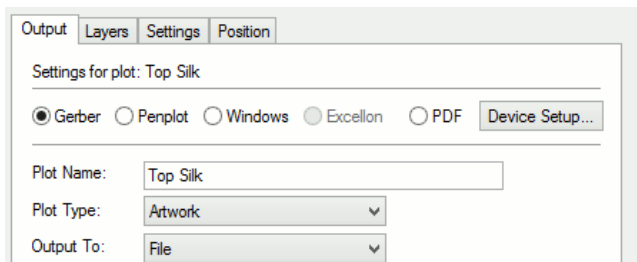 Output Layers Settings Position
Settings for plot: Top Silk
Gerber Penplot Windows Excellon PDF Device Setup...
Plot Name: Top Silk
Plot Type: Artwork
Output To: File